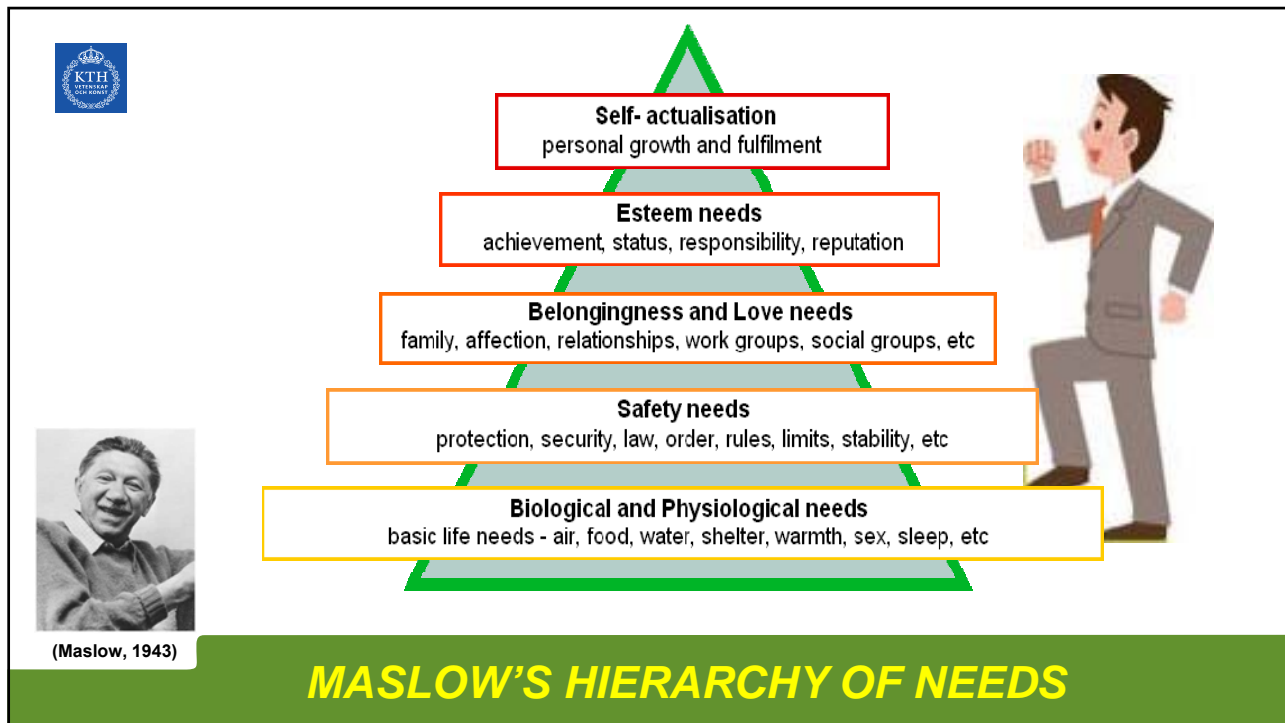 KTH
VETENSKAP
OCH KONST
Self- actualisation
personal growth and fulfilment
Esteem needs
achievement, status, responsibility, reputation
Belongingness and Love needs
family, affection, relationships, work groups, social groups, etc
Safety needs
protection, security, law, order, rules, limits, stability, etc
Biological and Physiological needs
basic life needs - air, food, water, shelter, warmth, sex, sleep, etc
(Maslow, 1943)
MASLOW’S HIERARCHY OF NEEDS